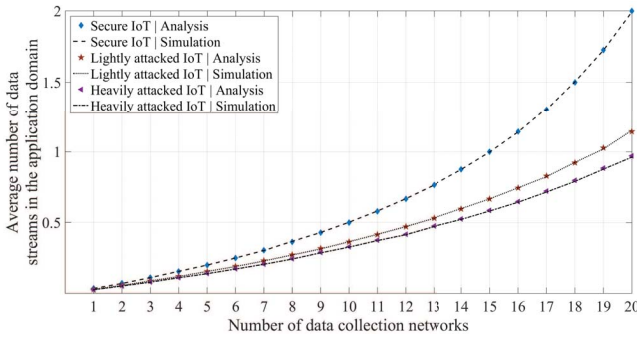 2
1.5
1
0.5
Average number of data
streams in the application domain
Secure IoT | Analysis
Secure IoT | Simulation
Lightly attacked IoT | Analysis
Lightly attacked IoT | Simulation
Heavily attacked IoT | Analysis
Heavily attacked IoT | Simulation
1 2 3 4 5 6 7 8 9 10 11 12 13 14 15 16 17 18 19 20
Number of data collection networks